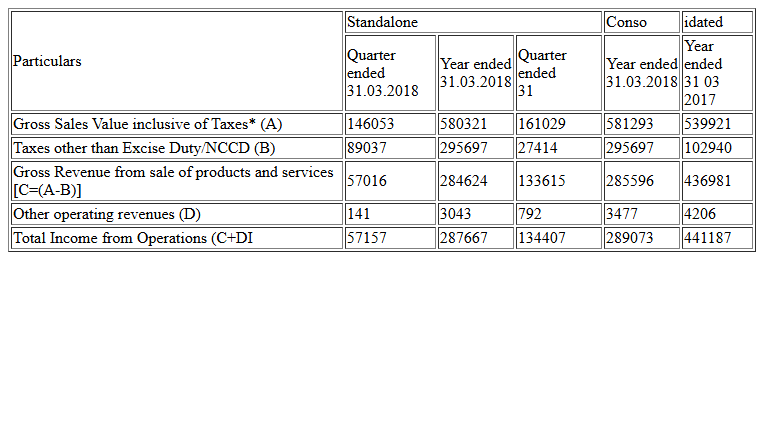 Particulars Standalone Conso idated
Quarter ended 31.03.2018 Year ended 31.03.2018 Quarter ended 31 Year ended 31.03.2018 Year ended 31 03 2017
Gross Sales Value inclusive of Taxes* (A) 146053 580321 161029 581293 539921
Taxes other than Excise Duty/NCCD (B) 89037 295697 27414 295697 102940
Gross Revenue from sale of products and services [C=(A-B)] 57016 284624 133615 285596 436981
Other operating revenues (D) 141 3043 792 3477 4206
Total Income from Operations (C+DI 57157 287667 134407 289073 441187